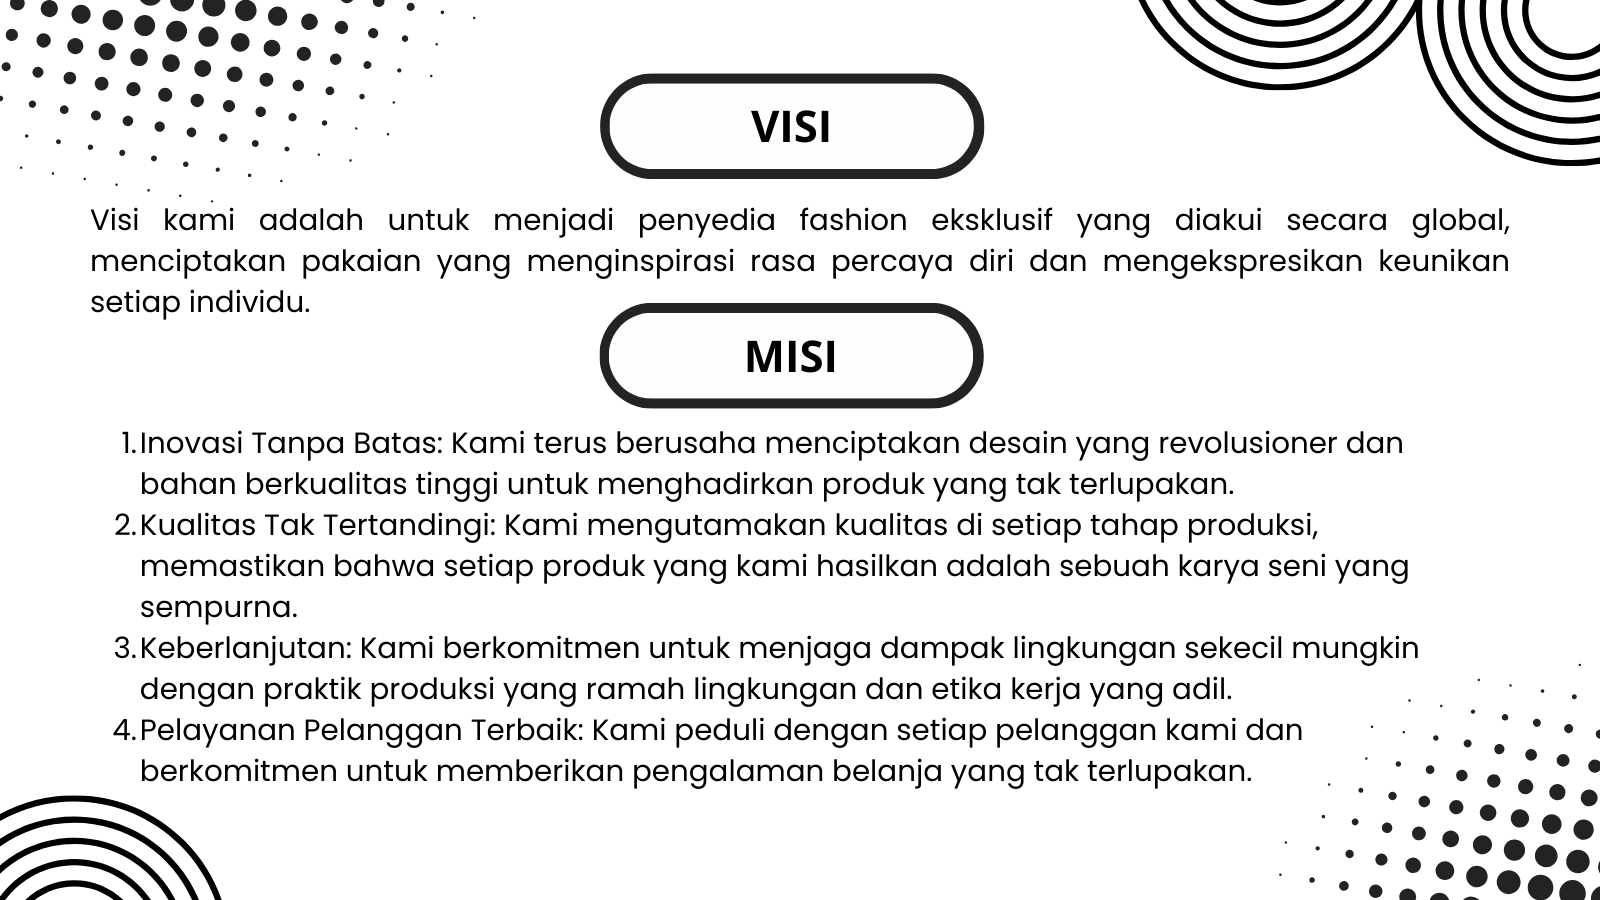 VISI
Visi kami adalah untuk menjadi penyedia fashion eksklusif yang diakui secara global,
menciptakan pakaian yang menginspirasi rasa percaya diri dan mengekspresikan keunikan
setiap individu.
MISI
1. Inovasi Tanpa Batas: Kami terus berusaha menciptakan desain yang revolusioner dan
bahan berkualitas tinggi untuk menghadirkan produk yang tak terlupakan.
2. Kualitas Tak Tertandingi: Kami mengutamakan kualitas di setiap tahap produksi,
memastikan bahwa setiap produk yang kami hasilkan adalah sebuah karya seni yang
sempurna.
3. Keberlanjutan: Kami berkomitmen untuk menjaga dampak lingkungan sekecil mungkin
dengan praktik produksi yang ramah lingkungan dan etika kerja yang adil.
4. Pelayanan Pelanggan Terbaik: Kami peduli dengan setiap pelanggan kami dan
berkomitmen untuk memberikan pengalaman belanja yang tak terlupakan.